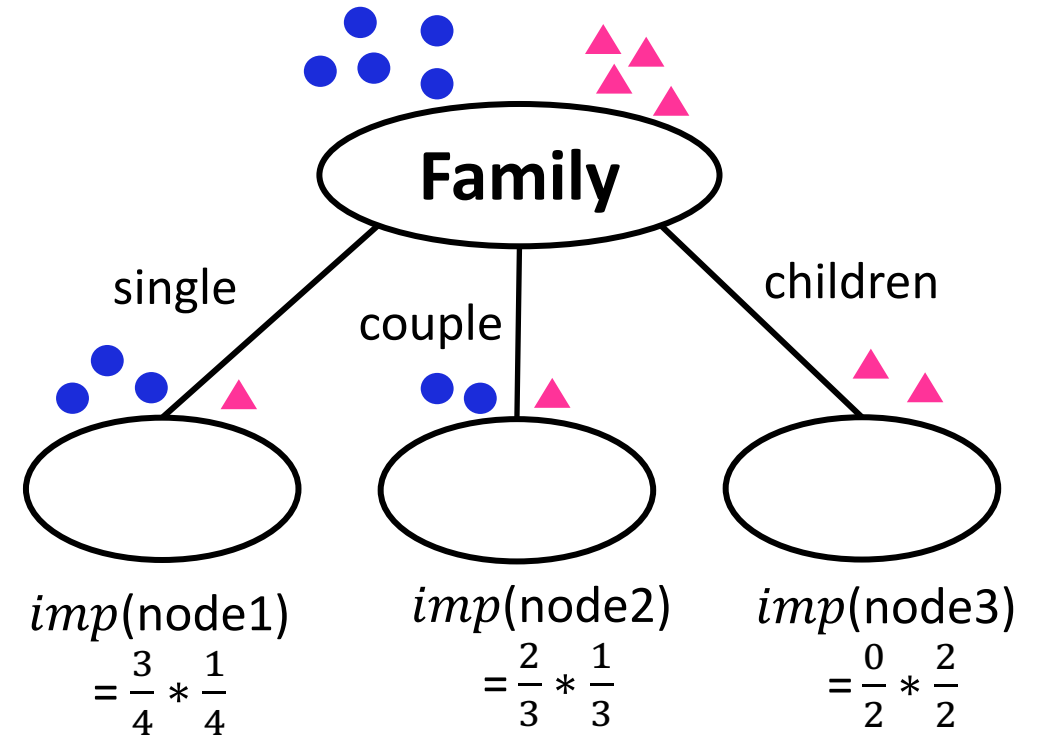 Family
single
couple
children
imp(node1)
= 3/4 * 1/4
imp(node2)
= 2/3 * 1/3
imp(node3)
= 0/2 * 2/2